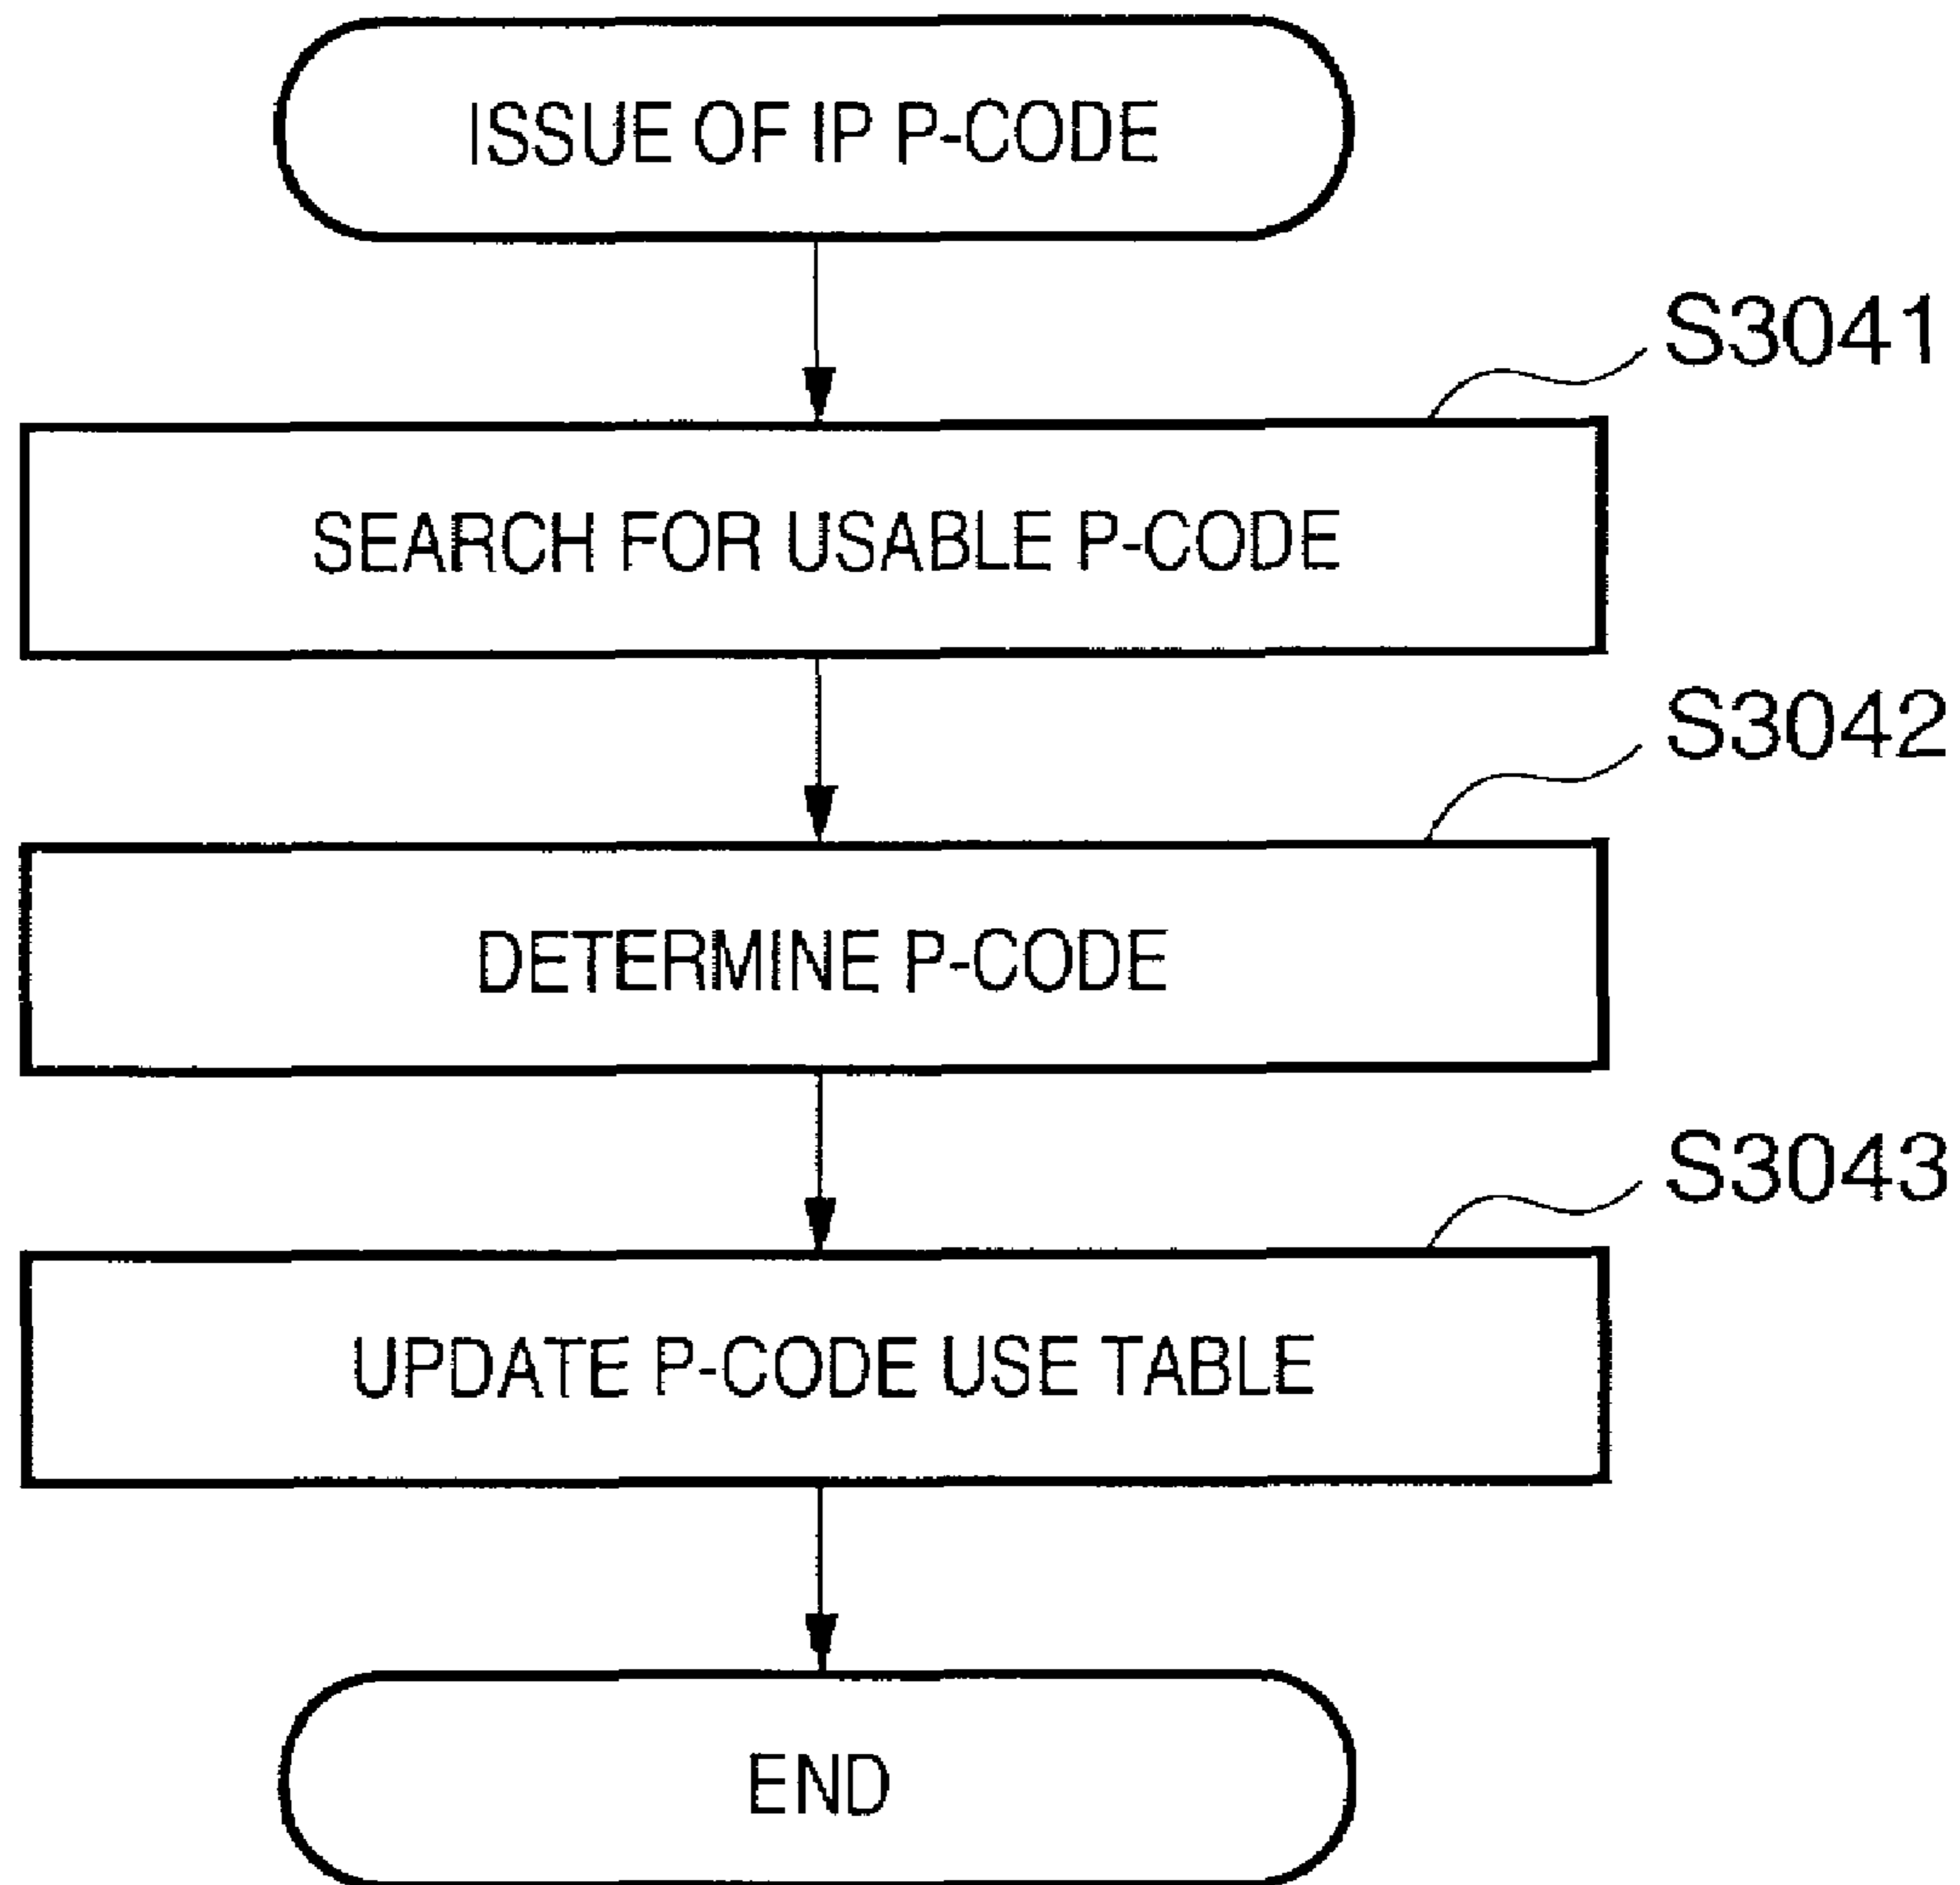 ISSUE OF IP P-CODE
S3041
SEARCH FOR USABLE P-CODE
S3042
DETERMINE P-CODE
S3043
UPDATE P-CODE USE TABLE
END